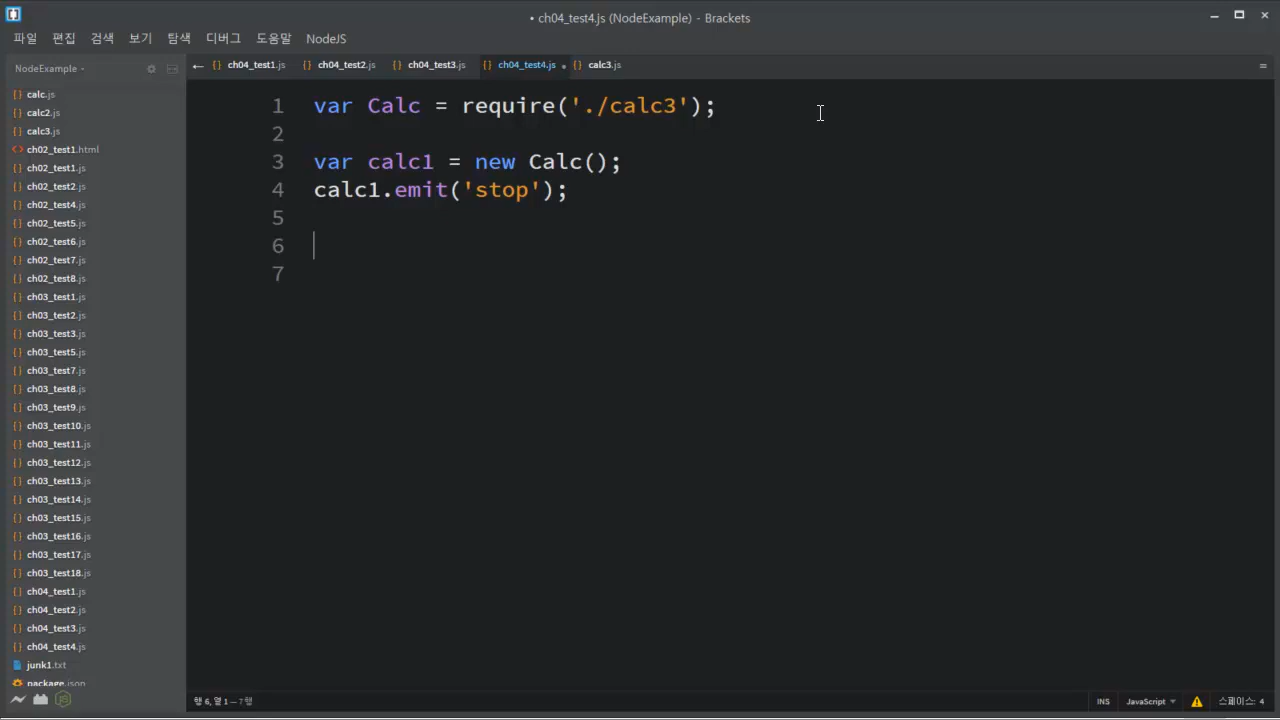 • ch04_test4.js (NodeExample) - Brackets
파일 편집 검색 보기 탐색 디버그 도움말 NodeJS
NodeExample
ch04_test1.js ch04_test2.js ch04_test3.js ch04_test4.js • calc3.js
calc.js
calc2.js
calc3.js
ch02_test1.html
ch02_test1.js
ch02_test2.js
ch02_test4.js
ch02_test5.js
ch02_test6.js
ch02_test7.js
ch02_test8.js
ch03_test1.js
ch03_test2.js
ch03_test3.js
ch03_test5.js
ch03_test7.js
ch03_test8.js
ch03_test9.js
ch03_test10.js
ch03_test11.js
ch03_test12.js
ch03_test13.js
ch03_test14.js
ch03_test15.js
ch03_test16.js
ch03_test17.js
ch03_test18.js
ch04_test1.js
ch04_test2.js
ch04_test3.js
ch04_test4.js
junk1.txt
package.json
1 var Calc = require('./calc3');
2
3 var calc1 = new Calc();
4 calc1.emit('stop');
5
6
7
행 6, 열 1 — 7 행
INS JavaScript 스페이스: 4